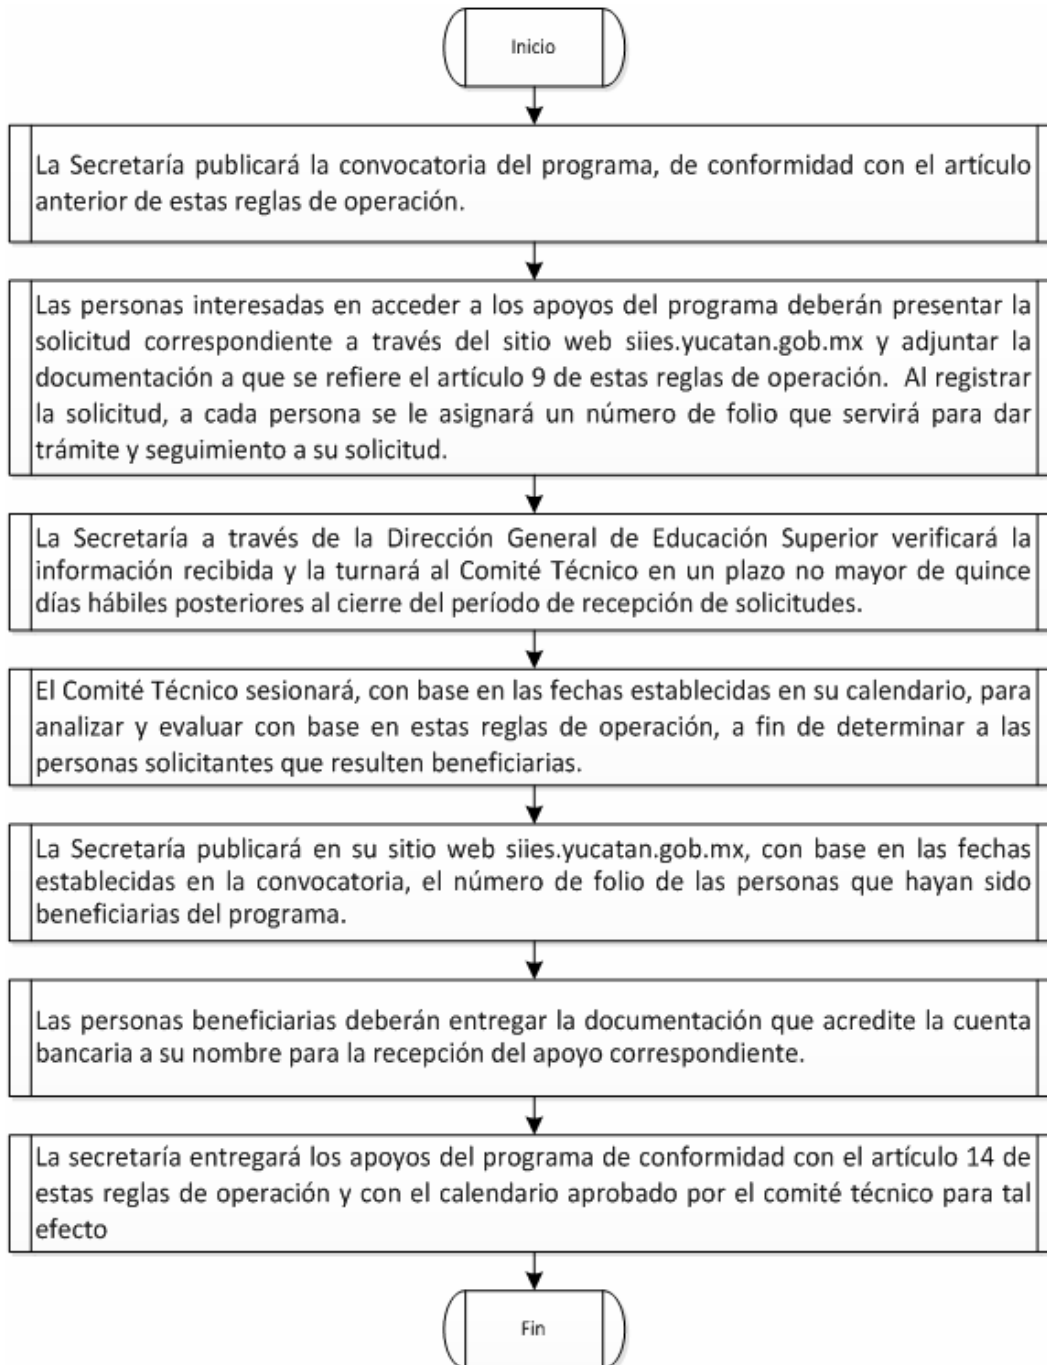 Inicio
La Secretaría publicará la convocatoria del programa, de conformidad con el artículo
anterior de estas reglas de operación.
Las personas interesadas en acceder a los apoyos del programa deberán presentar la
solicitud correspondiente a través del sitio web siies.yucatan.gob.mx y adjuntar la
documentación a que se refiere el artículo 9 de estas reglas de operación.  Al registrar
la solicitud, a cada persona se le asignará un número de folio que servirá para dar
trámite y seguimiento a su solicitud.
La Secretaría a través de la Dirección General de Educación Superior verificará la
información recibida y la turnará al Comité Técnico en un plazo no mayor de quince
días hábiles posteriores al cierre del período de recepción de solicitudes.
El Comité Técnico sesionará, con base en las fechas establecidas en su calendario, para
analizar y evaluar con base en estas reglas de operación, a fin de determinar a las
personas solicitantes que resulten beneficiarias.
La Secretaría publicará en su sitio web siies.yucatan.gob.mx, con base en las fechas
establecidas en la convocatoria, el número de folio de las personas que hayan sido
beneficiarias del programa.
Las personas beneficiarias deberán entregar la documentación que acredite la cuenta
bancaria a su nombre para la recepción del apoyo correspondiente.
La secretaría entregará los apoyos del programa de conformidad con el artículo 14 de
estas reglas de operación y con el calendario aprobado por el comité técnico para tal
efecto
Fin